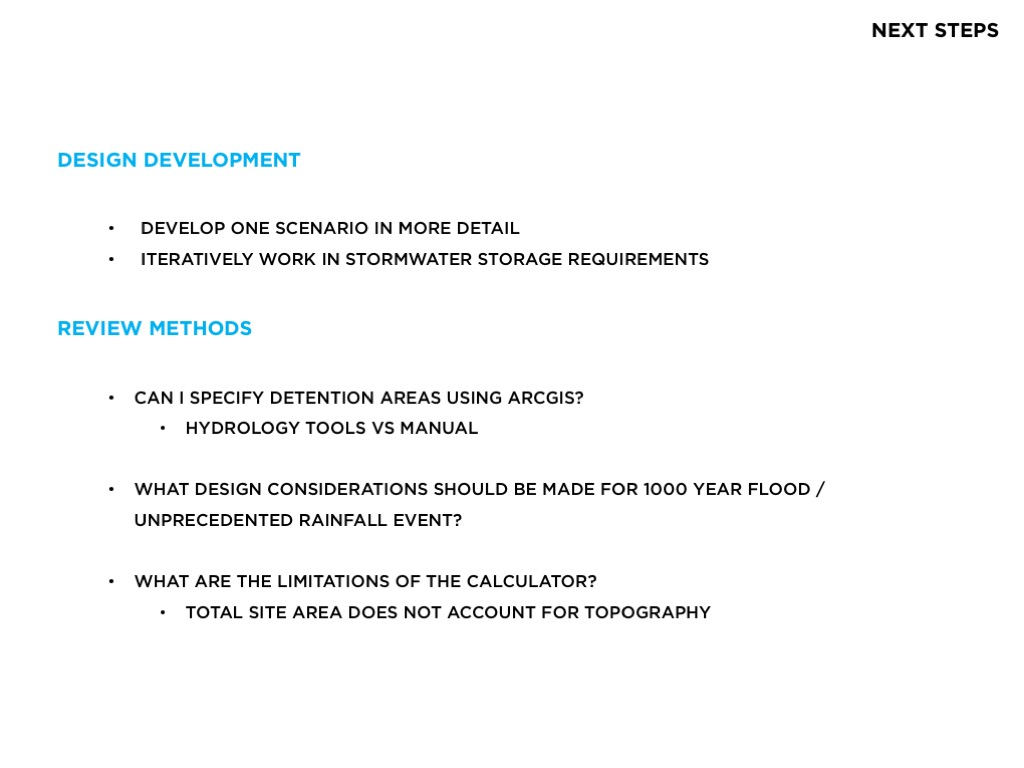 NEXT STEPS
DESIGN DEVELOPMENT
• DEVELOP ONE SCENARIO IN MORE DETAIL
• ITERATIVELY WORK IN STORMWATER STORAGE REQUIREMENTS
REVIEW METHODS
• CAN I SPECIFY DETENTION AREAS USING ARCGIS?
• HYDROLOGY TOOLS VS MANUAL
• WHAT DESIGN CONSIDERATIONS SHOULD BE MADE FOR 1000 YEAR FLOOD /
UNPRECEDENTED RAINFALL EVENT?
• WHAT ARE THE LIMITATIONS OF THE CALCULATOR?
• TOTAL SITE AREA DOES NOT ACCOUNT FOR TOPOGRAPHY